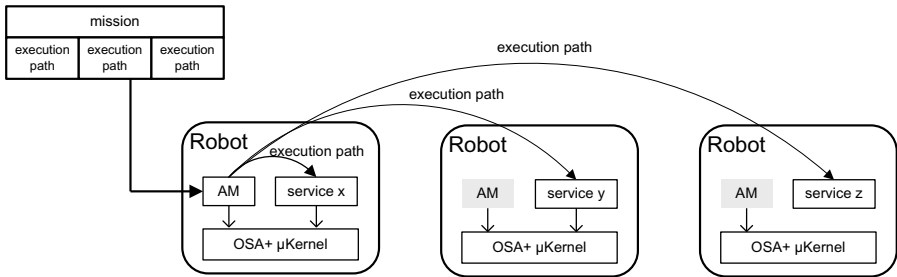 mission
execution path
execution path
execution path
execution path
execution path
Robot
execution path
AM
service x
OSA+ µKernel
Robot
AM
service y
OSA+ µKernel
Robot
AM
service z
OSA+ µKernel